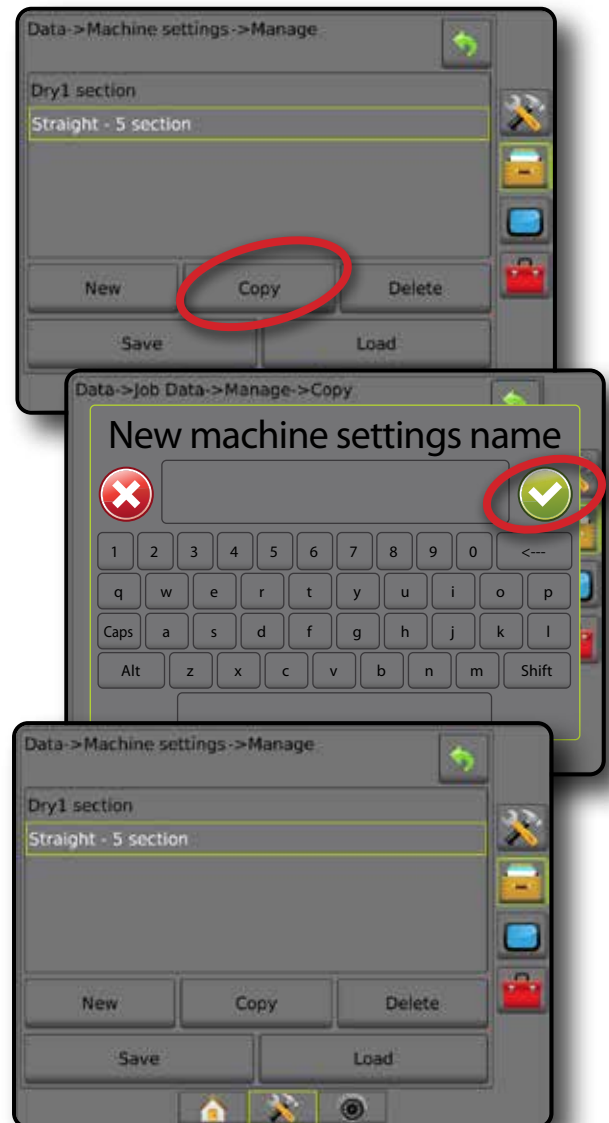 Data->Machine settings->Manage
Dry1 section
Straight - 5 section
New Copy Delete
Save Load
Data->Job Data->Manage->Copy
New machine settings name
1 2 3 4 5 6 7 8 9 0 <---
q w e r t y u i o p
Caps a s d f g h j k l
Alt z x c v b n m Shift
Data->Machine settings->Manage
Dry1 section
Straight - 5 section
New Copy Delete
Save Load